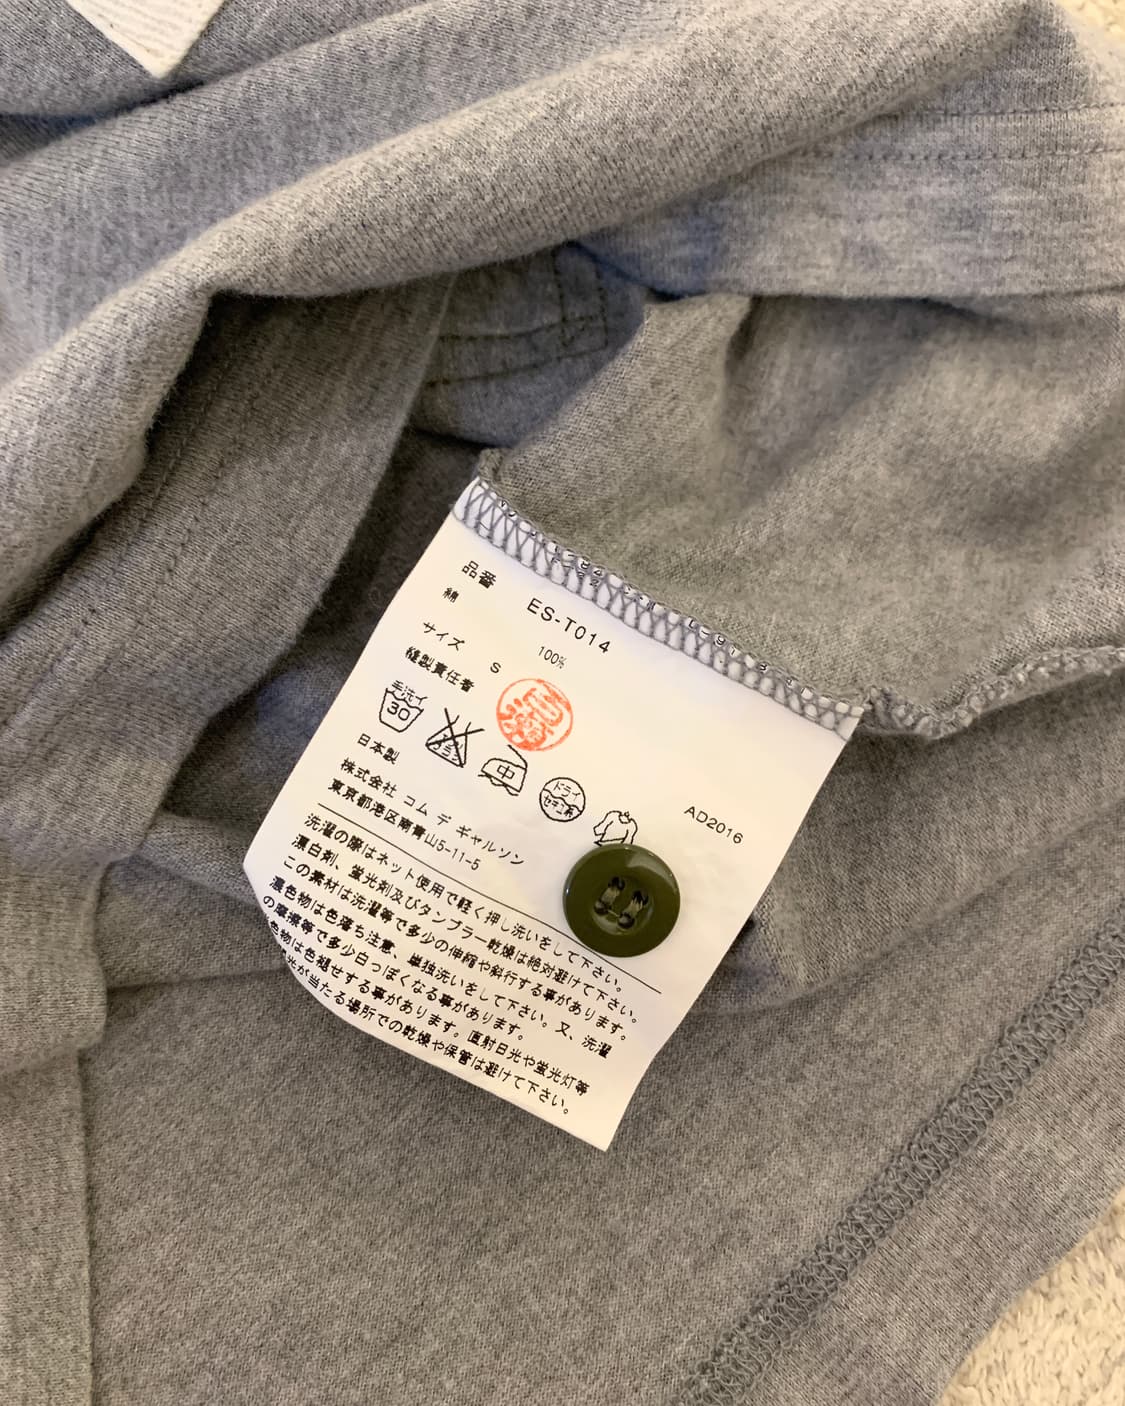 品番 ES-T014
綿 100%
サイズ S
縫製責任者
手洗イ
30
中
ドライ
セキユ系
日本製
AD2016
株式会社 コム デ ギャルソン
東京都港区南青山5-11-5
洗濯の際はネット使用で軽く押し洗いをして下さい。
漂白剤、蛍光剤及びタンブラー乾燥は絶対避けて下さい。
この素材は洗濯等で多少の伸縮や斜行する事があります。
濃色物は色落ち注意、単独洗いをして下さい。又、洗濯
の摩擦等で多少白っぽくなる事があります。
色物は色褪せする事があります。直射日光や蛍光灯等
光が当たる場所での乾燥や保管は避けて下さい。